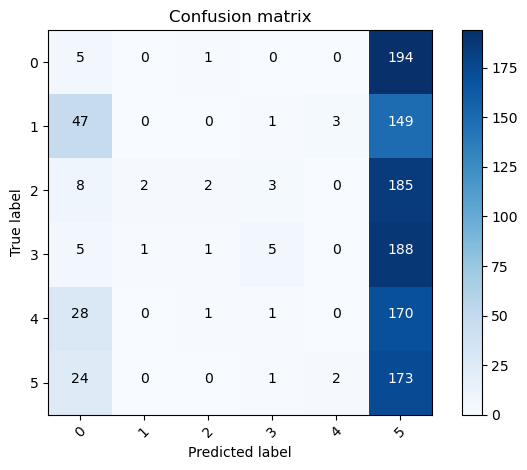 Confusion matrix
0 5 0 1 0 0 194
1 47 0 0 1 3 149
2 8 2 2 3 0 185
3 5 1 1 5 0 188
4 28 0 1 1 0 170
5 24 0 0 1 2 173
0 1 2 3 4 5
Predicted label
True label
175
150
125
100
75
50
25
0